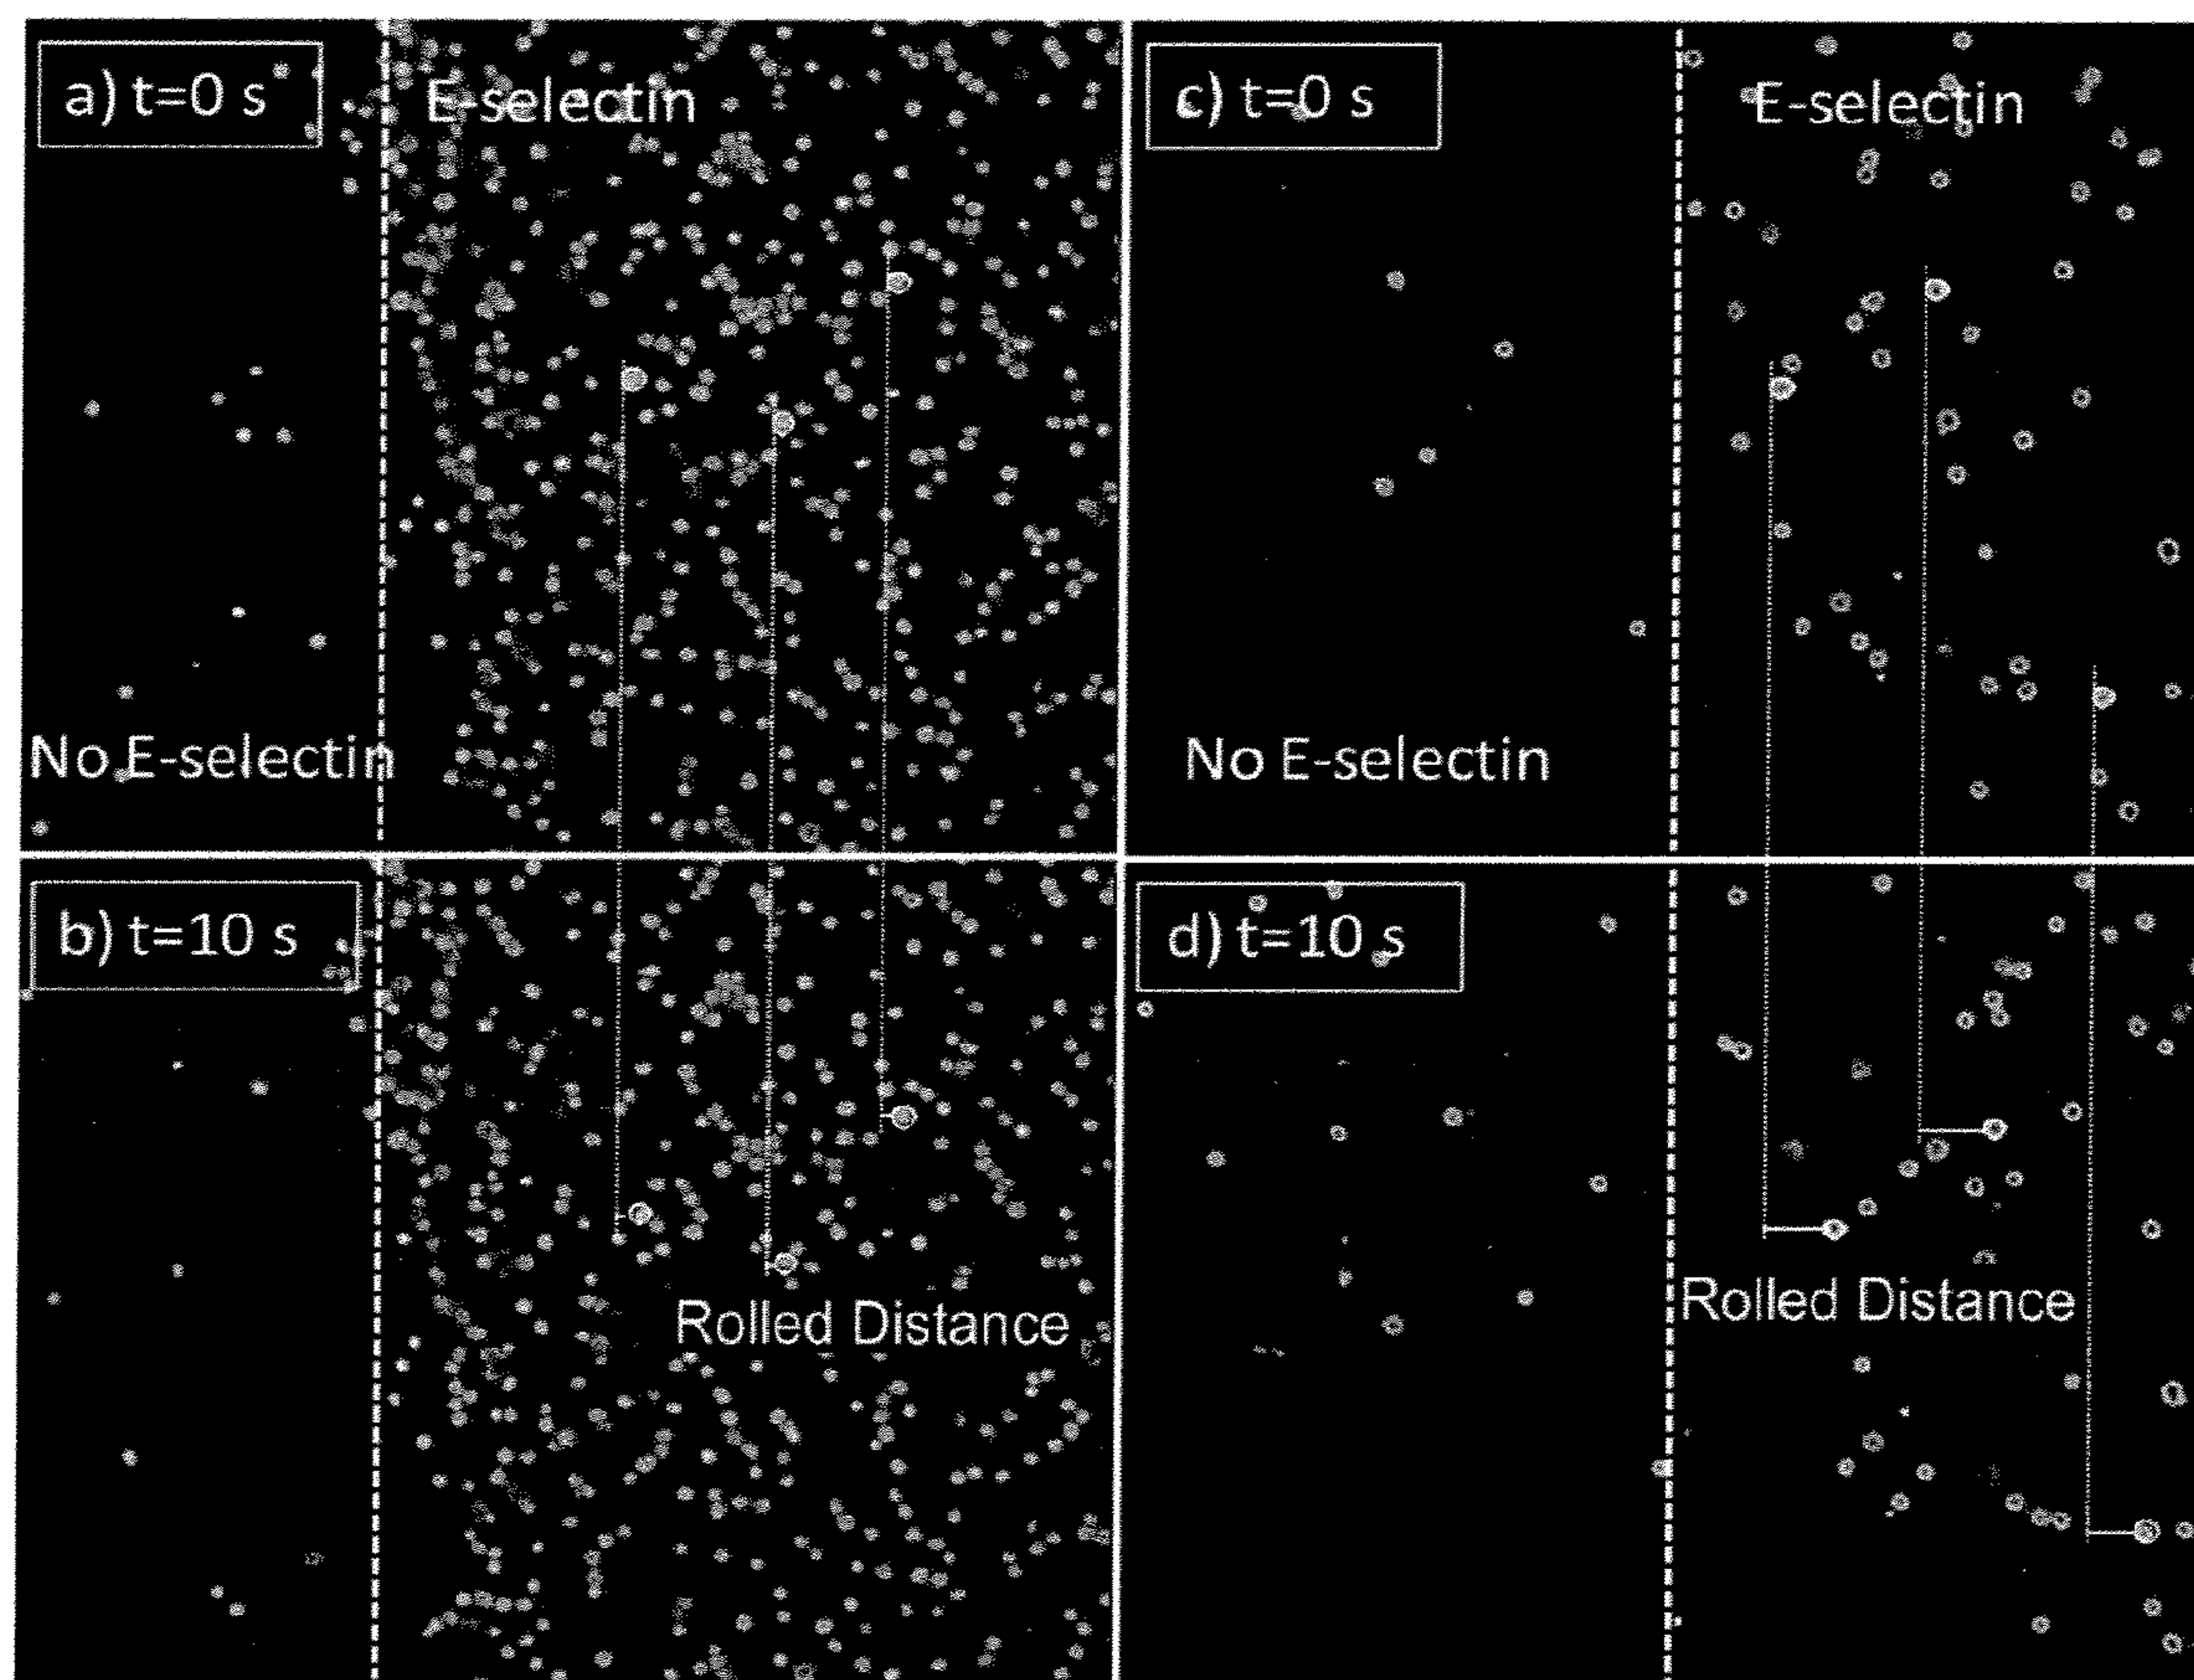 a) t=0 s
E-selectin
No E-selectin
c) t=0 s
E-selectin
No E-selectin
b) t=10 s
Rolled Distance
d) t=10 s
Rolled Distance